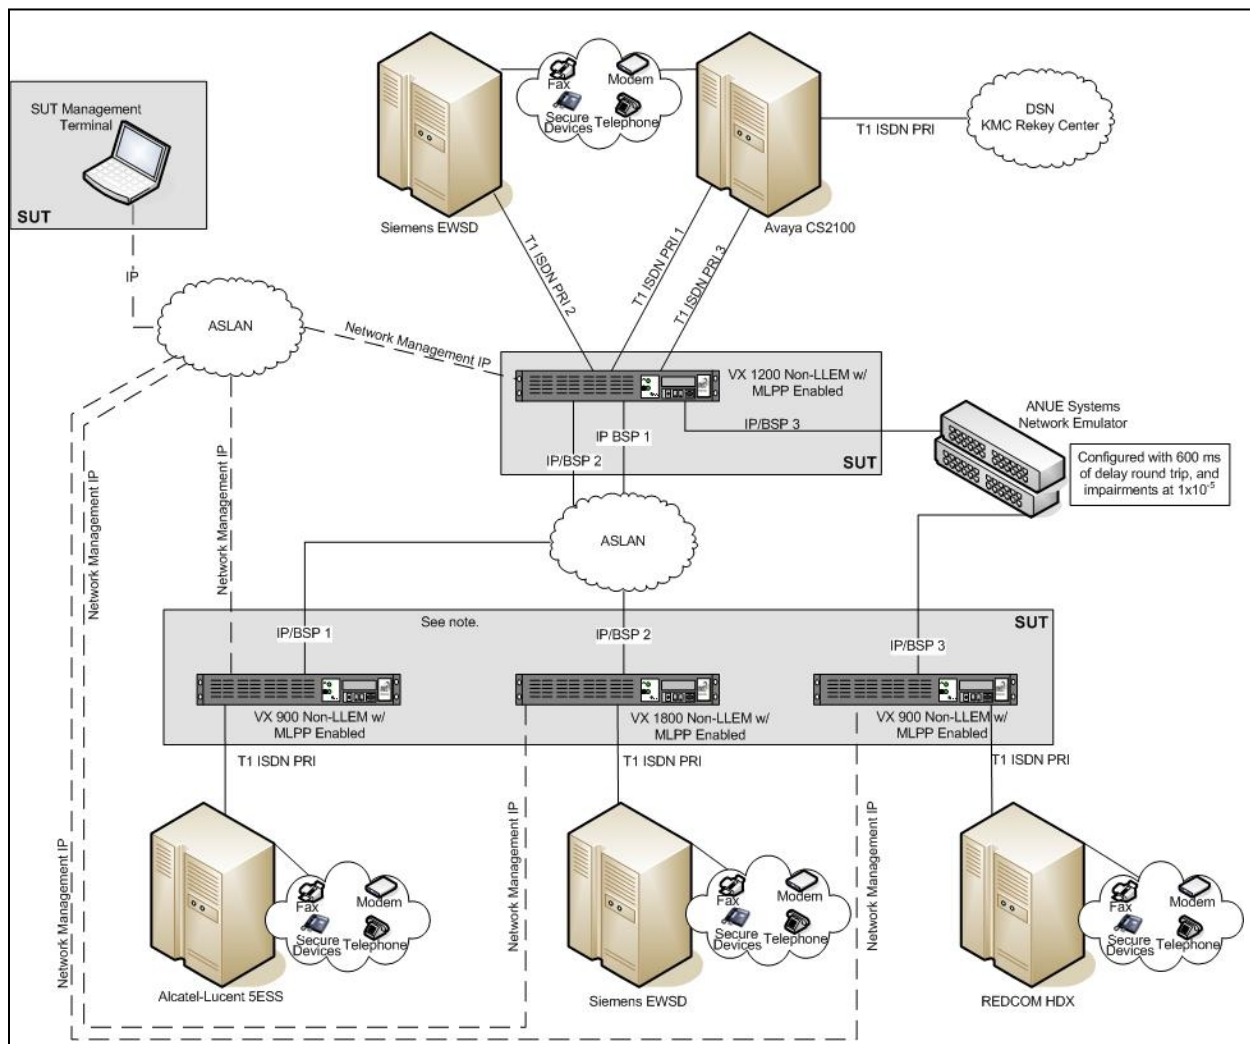 SUT Management
Terminal
SUT
IP
Fax
Modem
Secure
Devices
Telephone
Siemens EWSD
Avaya CS2100
T1 ISDN PRI
DSN
KMC Rekey Center
T1 ISDN PRI 2
T1 ISDN PRI 1
T1 ISDN PRI 3
ASLAN
Network Management IP
VX 1200 Non-LLEM w/
MLPP Enabled
IP BSP 1
IP/BSP 2
IP/BSP 3
SUT
ANUE Systems
Network Emulator
Configured with 600 ms
of delay round trip, and
impairments at 1x10-5
ASLAN
Network Management IP
Network Management IP
Network Management IP
See note.
SUT
IP/BSP 1
IP/BSP 2
IP/BSP 3
VX 900 Non-LLEM w/
MLPP Enabled
VX 1800 Non-LLEM w/
MLPP Enabled
VX 900 Non-LLEM w/
MLPP Enabled
T1 ISDN PRI
T1 ISDN PRI
T1 ISDN PRI
Network Management IP
Network Management IP
Network Management IP
Fax
Modem
Secure
Devices
Telephone
Alcatel-Lucent 5ESS
Fax
Modem
Secure
Devices
Telephone
Siemens EWSD
Fax
Modem
Secure
Devices
Telephone
REDCOM HDX